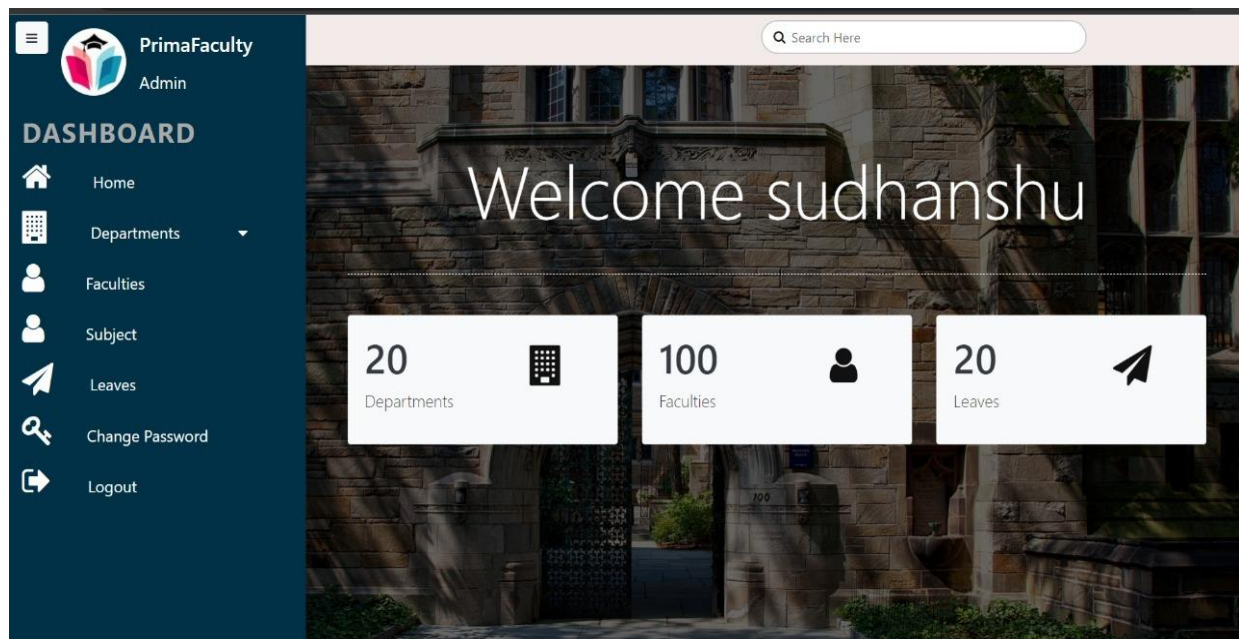 PrimaFaculty
Admin
Search Here
DASHBOARD
Home
Departments
Faculties
Subject
Leaves
Change Password
Logout
Welcome sudhanshu
20
Departments
100
Faculties
20
Leaves
100